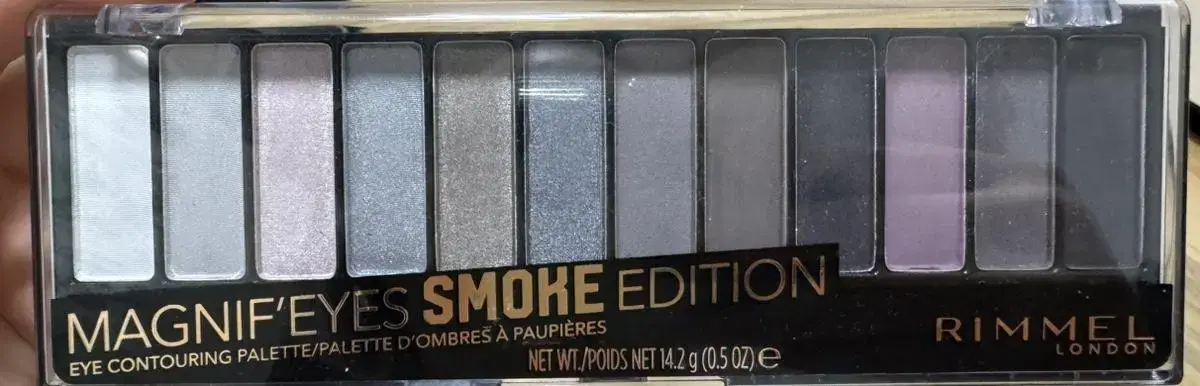 MAGNIF'EYES SMOKE EDITION
EYE CONTOURING PALETTE/PALETTE D'OMBRES À PAUPIÈRES
NET WT./POIDS NET 14.2 g (0.5 OZ) e
RIMMEL
LONDON